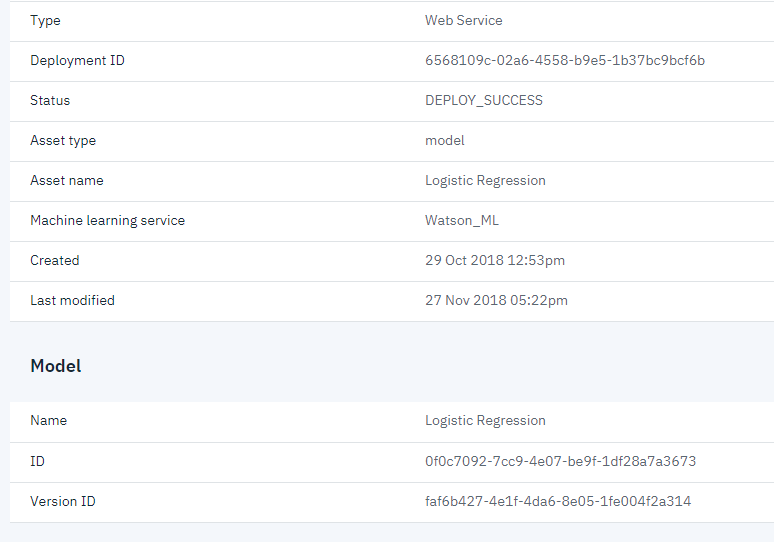 Type Web Service
Deployment ID 6568109c-02a6-4558-b9e5-1b37bc9bcf6b
Status DEPLOY_SUCCESS
Asset type model
Asset name Logistic Regression
Machine learning service Watson_ML
Created 29 Oct 2018 12:53pm
Last modified 27 Nov 2018 05:22pm
Model
Name Logistic Regression
ID 0f0c7092-7cc9-4e07-be9f-1df28a7a3673
Version ID faf6b427-4e1f-4da6-8e05-1fe004f2a314